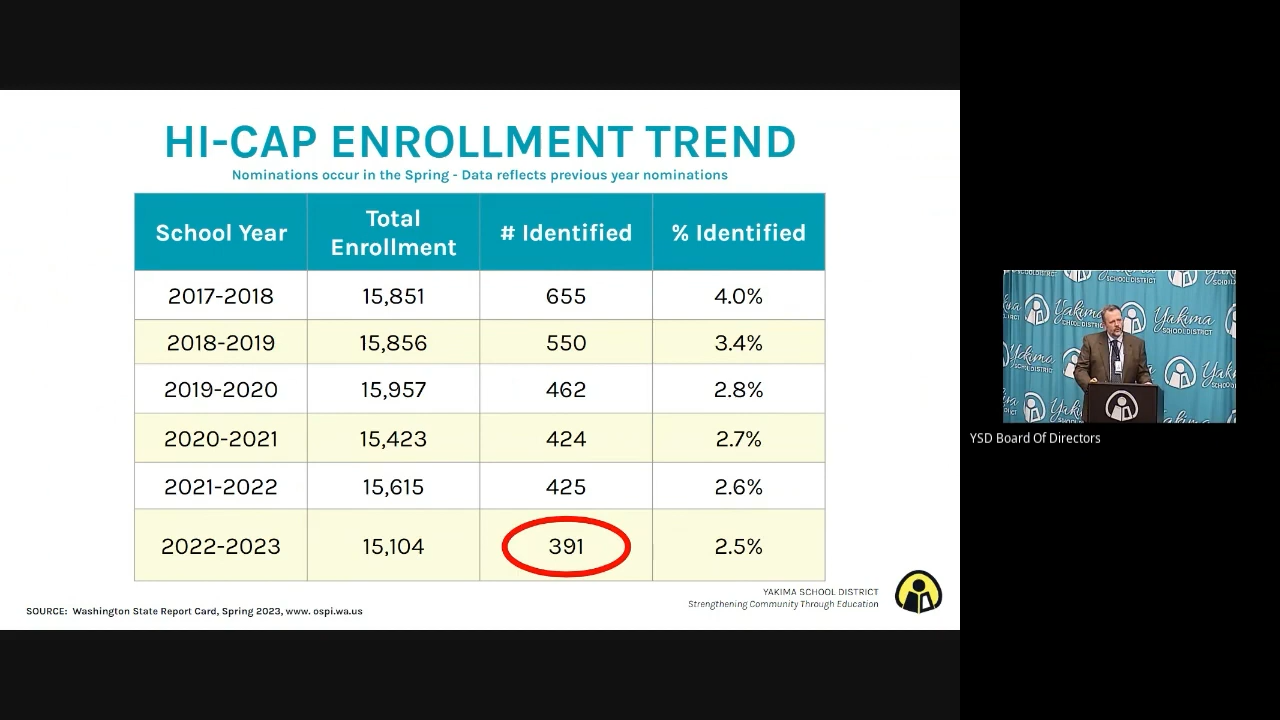 HI-CAP ENROLLMENT TREND
Nominations occur in the Spring - Data reflects previous year nominations
School Year Total Enrollment # Identified % Identified
2017-2018 15,851 655 4.0%
2018-2019 15,856 550 3.4%
2019-2020 15,957 462 2.8%
2020-2021 15,423 424 2.7%
2021-2022 15,615 425 2.6%
2022-2023 15,104 391 2.5%
SOURCE: Washington State Report Card, Spring 2023, www. ospi.wa.us
YAKIMA SCHOOL DISTRICT
Strengthening Community Through Education
Yakima
SCHOOL DISTRICT
YSD Board Of Directors